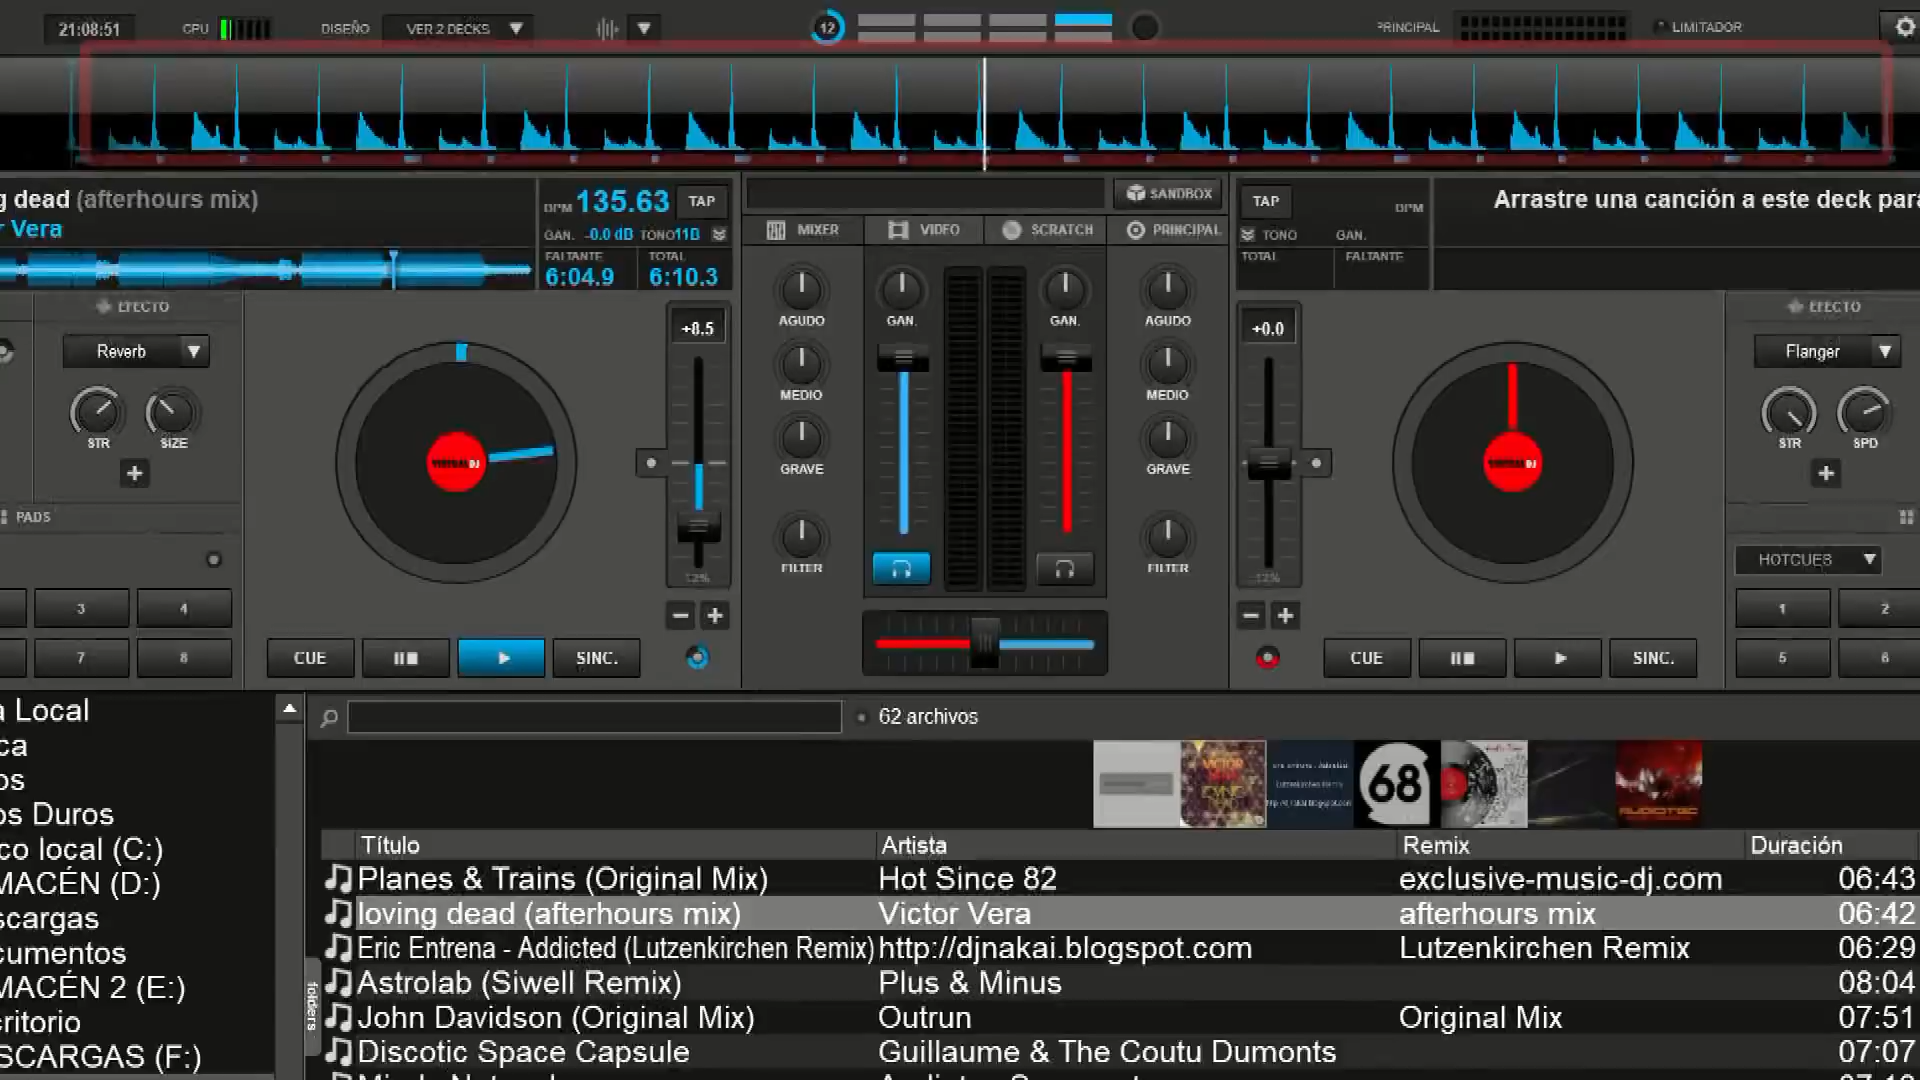 21:08:51
CPU
DISEÑO
VER 2 DECKS
12
PRINCIPAL
LIMITADOR
g dead (afterhours mix)
r Vera
BPM 135.63
TAP
GAN. -0.0 dB TONO 11B
FALTANTE
6:04.9
TOTAL
6:10.3
SANDBOX
MIXER
VIDEO
SCRATCH
PRINCIPAL
TAP
BPM
TONO
GAN.
TOTAL
FALTANTE
Arrastre una canción a este deck para
EFECTO
Reverb
STR
SIZE
PADS
3
4
7
8
+8.5
12%
CUE
SINC.
AGUDO
MEDIO
GRAVE
FILTER
GAN.
GAN.
AGUDO
MEDIO
GRAVE
FILTER
+0.0
12%
CUE
SINC.
EFECTO
Flanger
STR
SPD
HOTCUES
1
2
5
6
a Local
ca
os
os Duros
co local (C:)
MACÉN (D:)
scargas
cumentos
MACÉN 2 (E:)
critorio
SCARGAS (F:)
folders
62 archivos
VICTOR
68
AUDIOTEC
Título Artista Remix Duración
Planes & Trains (Original Mix) Hot Since 82 exclusive-music-dj.com 06:43
loving dead (afterhours mix) Victor Vera afterhours mix 06:42
Eric Entrena - Addicted (Lutzenkirchen Remix) http://djnakai.blogspot.com Lutzenkirchen Remix 06:29
Astrolab (Siwell Remix) Plus & Minus 08:04
John Davidson (Original Mix) Outrun Original Mix 07:51
Discotic Space Capsule Guillaume & The Coutu Dumonts 07:07